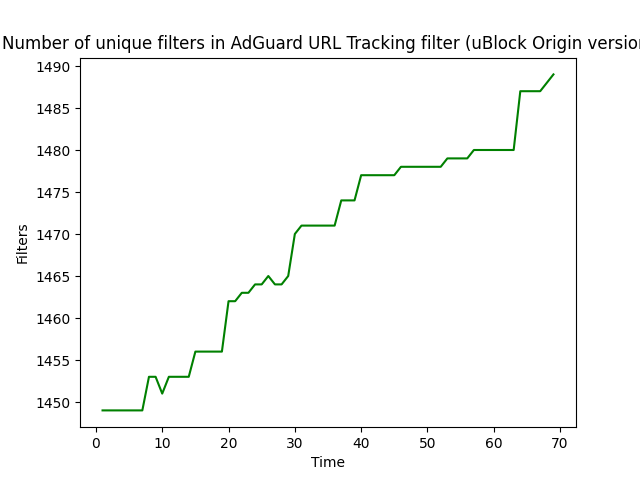 Number of unique filters in AdGuard URL Tracking filter (uBlock Origin version
1490
1485
1480
1475
1470
1465
1460
1455
1450
Filters
0 10 20 30 40 50 60 70
Time